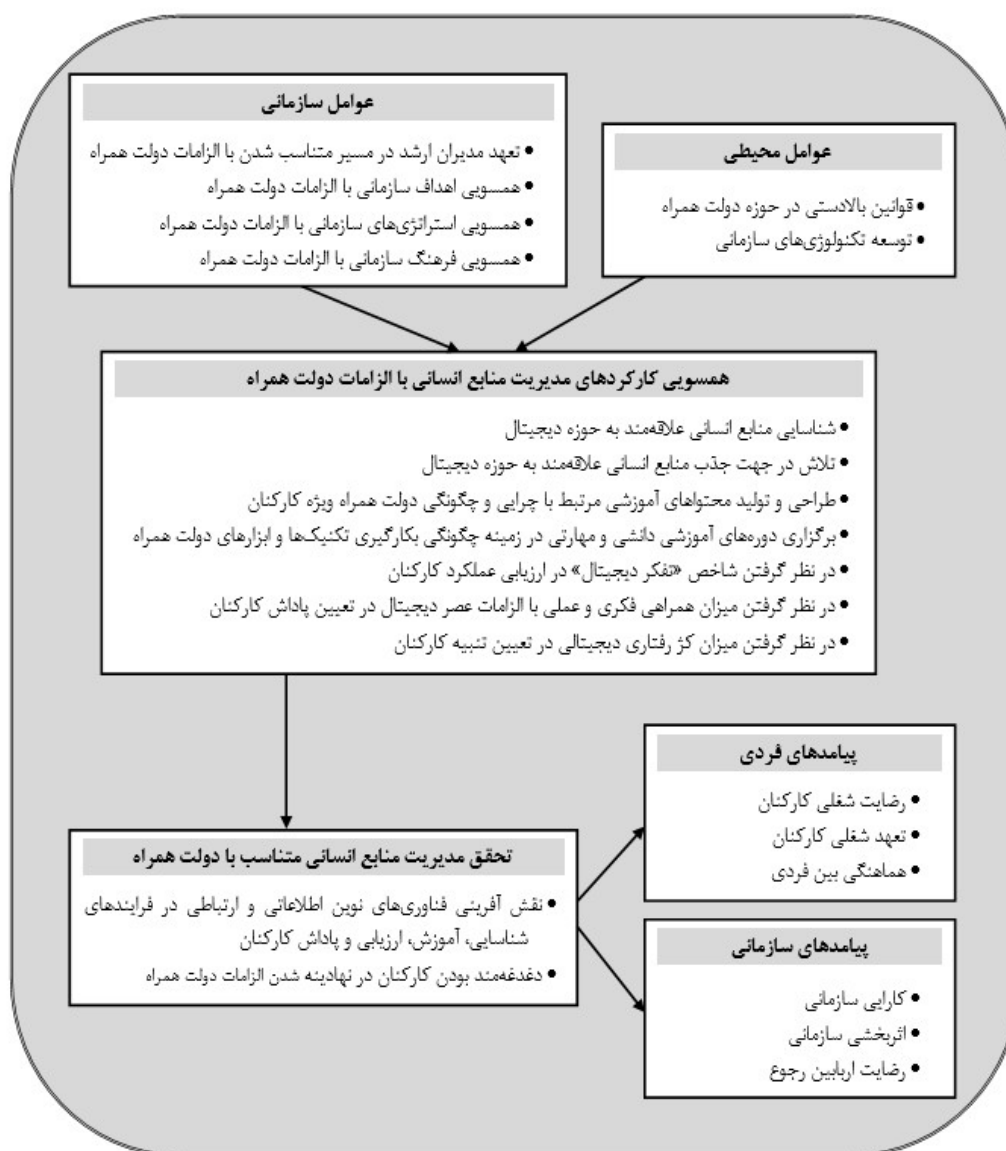 عوامل سازمانی
• تعهد مدیران ارشد در مسیر متناسب شدن با الزامات دولت همراه
• همسویی اهداف سازمانی با الزامات دولت همراه
• همسویی استراتژی‌های سازمانی با الزامات دولت همراه
• همسویی فرهنگ سازمانی با الزامات دولت همراه
عوامل محیطی
• قوانین بالادستی در حوزه دولت همراه
• توسعه تکنولوژی‌های سازمانی
همسویی کارکردهای مدیریت منابع انسانی با الزامات دولت همراه
• شناسایی منابع انسانی علاقه‌مند به حوزه دیجیتال
• تلاش در جهت جذب منابع انسانی علاقه‌مند به حوزه دیجیتال
• طراحی و تولید محتواهای آموزشی مرتبط با چرایی و چگونگی دولت همراه ویژه کارکنان
• برگزاری دوره‌های آموزشی دانشی و مهارتی در زمینه چگونگی بکارگیری تکنیک‌ها و ابزارهای دولت همراه
• در نظر گرفتن شاخص «تفکر دیجیتال» در ارزیابی عملکرد کارکنان
• در نظر گرفتن میزان همراهی فکری و عملی با الزامات عصر دیجیتال در تعیین پاداش کارکنان
• در نظر گرفتن میزان کژ رفتاری دیجیتالی در تعیین تنبیه کارکنان
پیامدهای فردی
• رضایت شغلی کارکنان
• تعهد شغلی کارکنان
• هماهنگی بین فردی
تحقق مدیریت منابع انسانی متناسب با دولت همراه
• نقش آفرینی فناوری‌های نوین اطلاعاتی و ارتباطی در فرایندهای
شناسایی، آموزش، ارزیابی و پاداش کارکنان
• دغدغه‌مند بودن کارکنان در نهادینه شدن الزامات دولت همراه
پیامدهای سازمانی
• کارایی سازمانی
• اثربخشی سازمانی
• رضایت اربابین رجوع